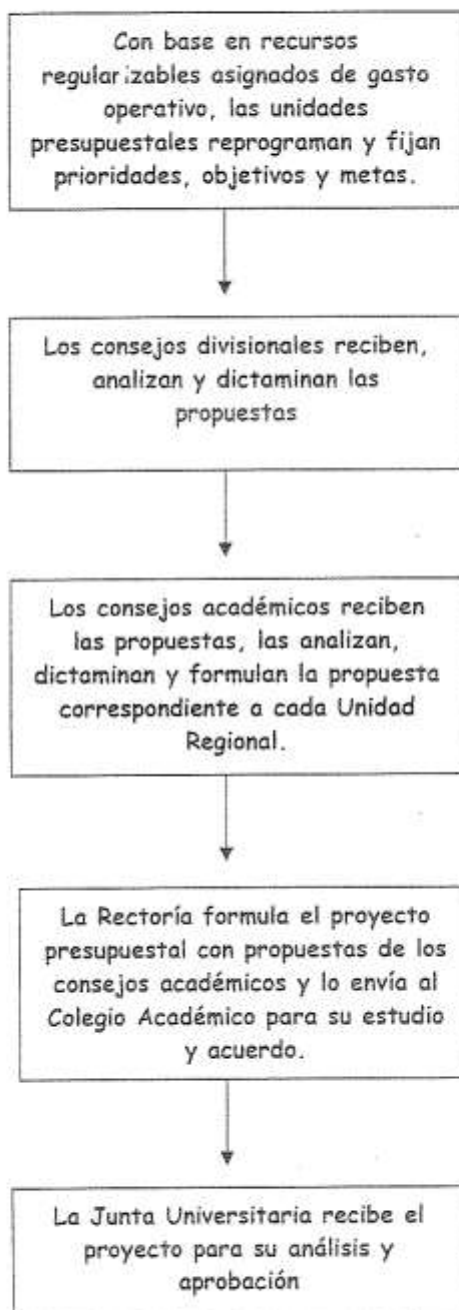 Con base en recursos
regularizables asignados de gasto
operativo, las unidades
presupuestales reprograman y fijan
prioridades, objetivos y metas.
Los consejos divisionales reciben,
analizan y dictaminan las
propuestas
Los consejos académicos reciben
las propuestas, las analizan,
dictaminan y formulan la propuesta
correspondiente a cada Unidad
Regional.
La Rectoría formula el proyecto
presupuestal con propuestas de los
consejos académicos y lo envía al
Colegio Académico para su estudio
y acuerdo.
La Junta Universitaria recibe el
proyecto para su análisis y
aprobación